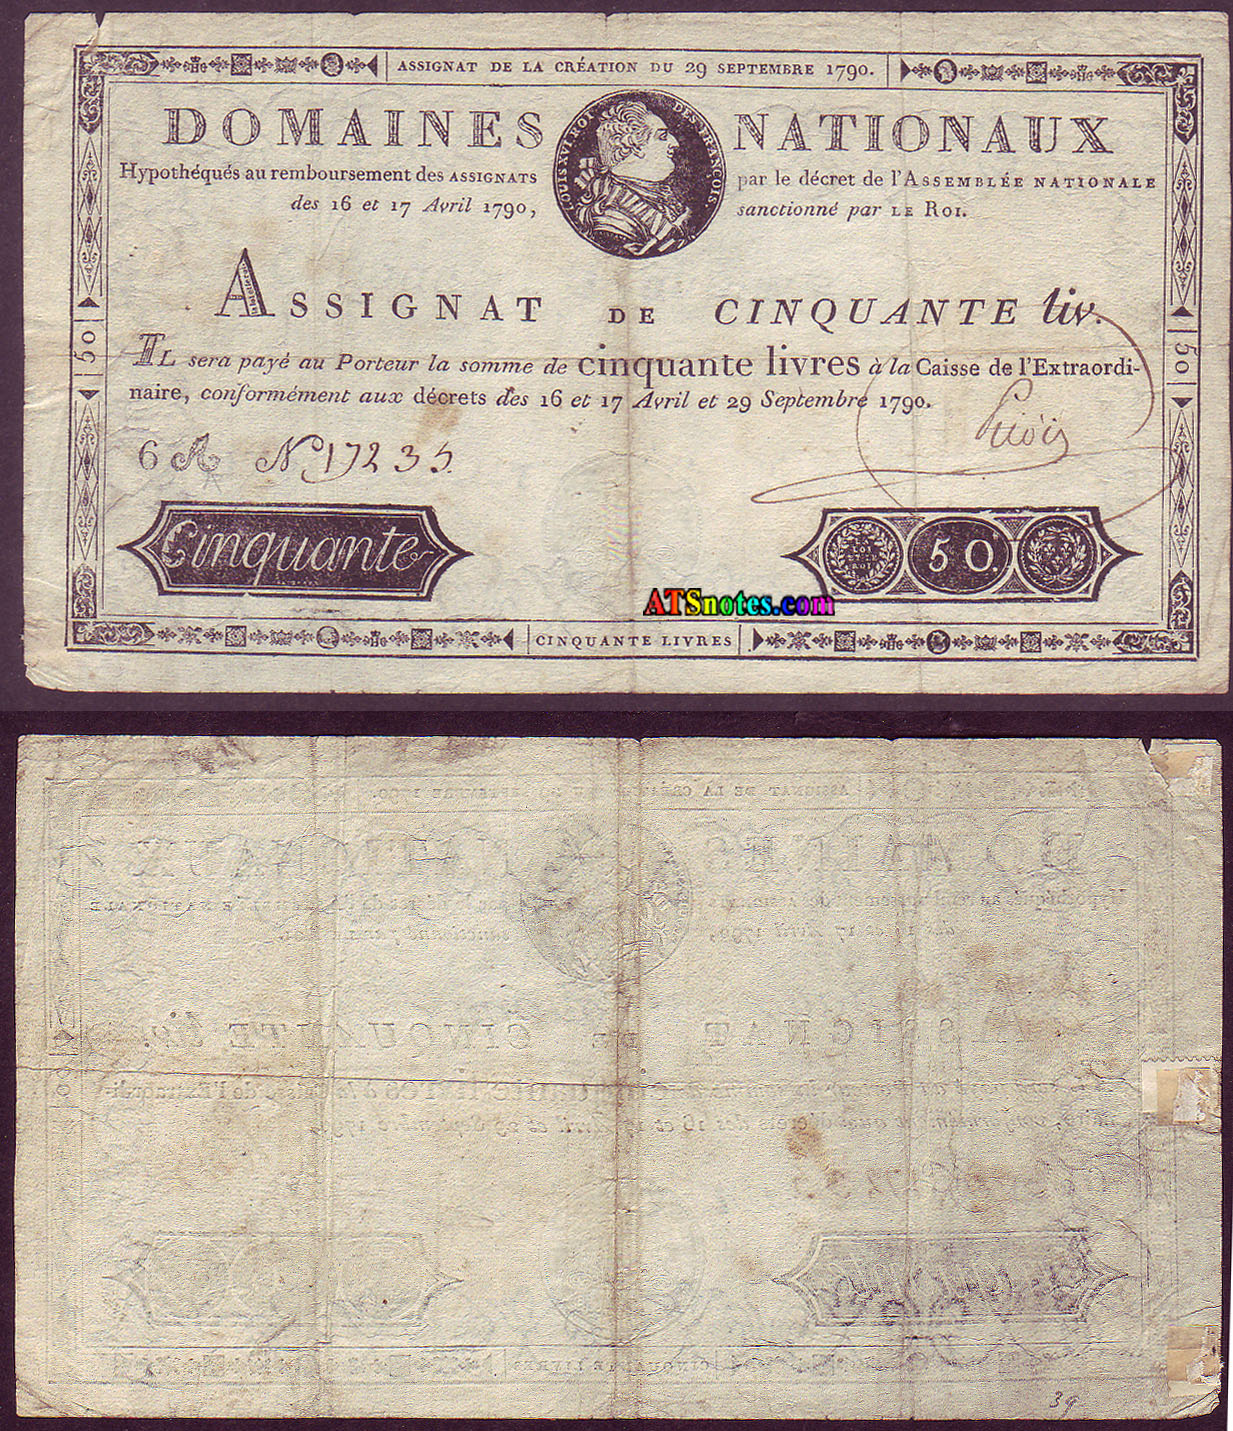 ASSIGNAT DE LA CRÉATION DU 29 SEPTEMBRE 1790.
DOMAINES NATIONAUX
LOUIS XVI ROI DES FRANÇOIS
Hypothéqués au remboursement des ASSIGNATS par le décret de l'ASSEMBLÉE NATIONALE
des 16 et 17 Avril 1790, sanctionné par LE ROI.
ASSIGNAT DE CINQUANTE liv.
IL sera payé au Porteur la somme de cinquante livres à la Caisse de l'Extraordi-
naire, conformément aux décrets des 16 et 17 Avril et 29 Septembre 1790.
50
50
6 A No 17235
Cinquante
50.
ATSnotes.com
CINQUANTE LIVRES
39